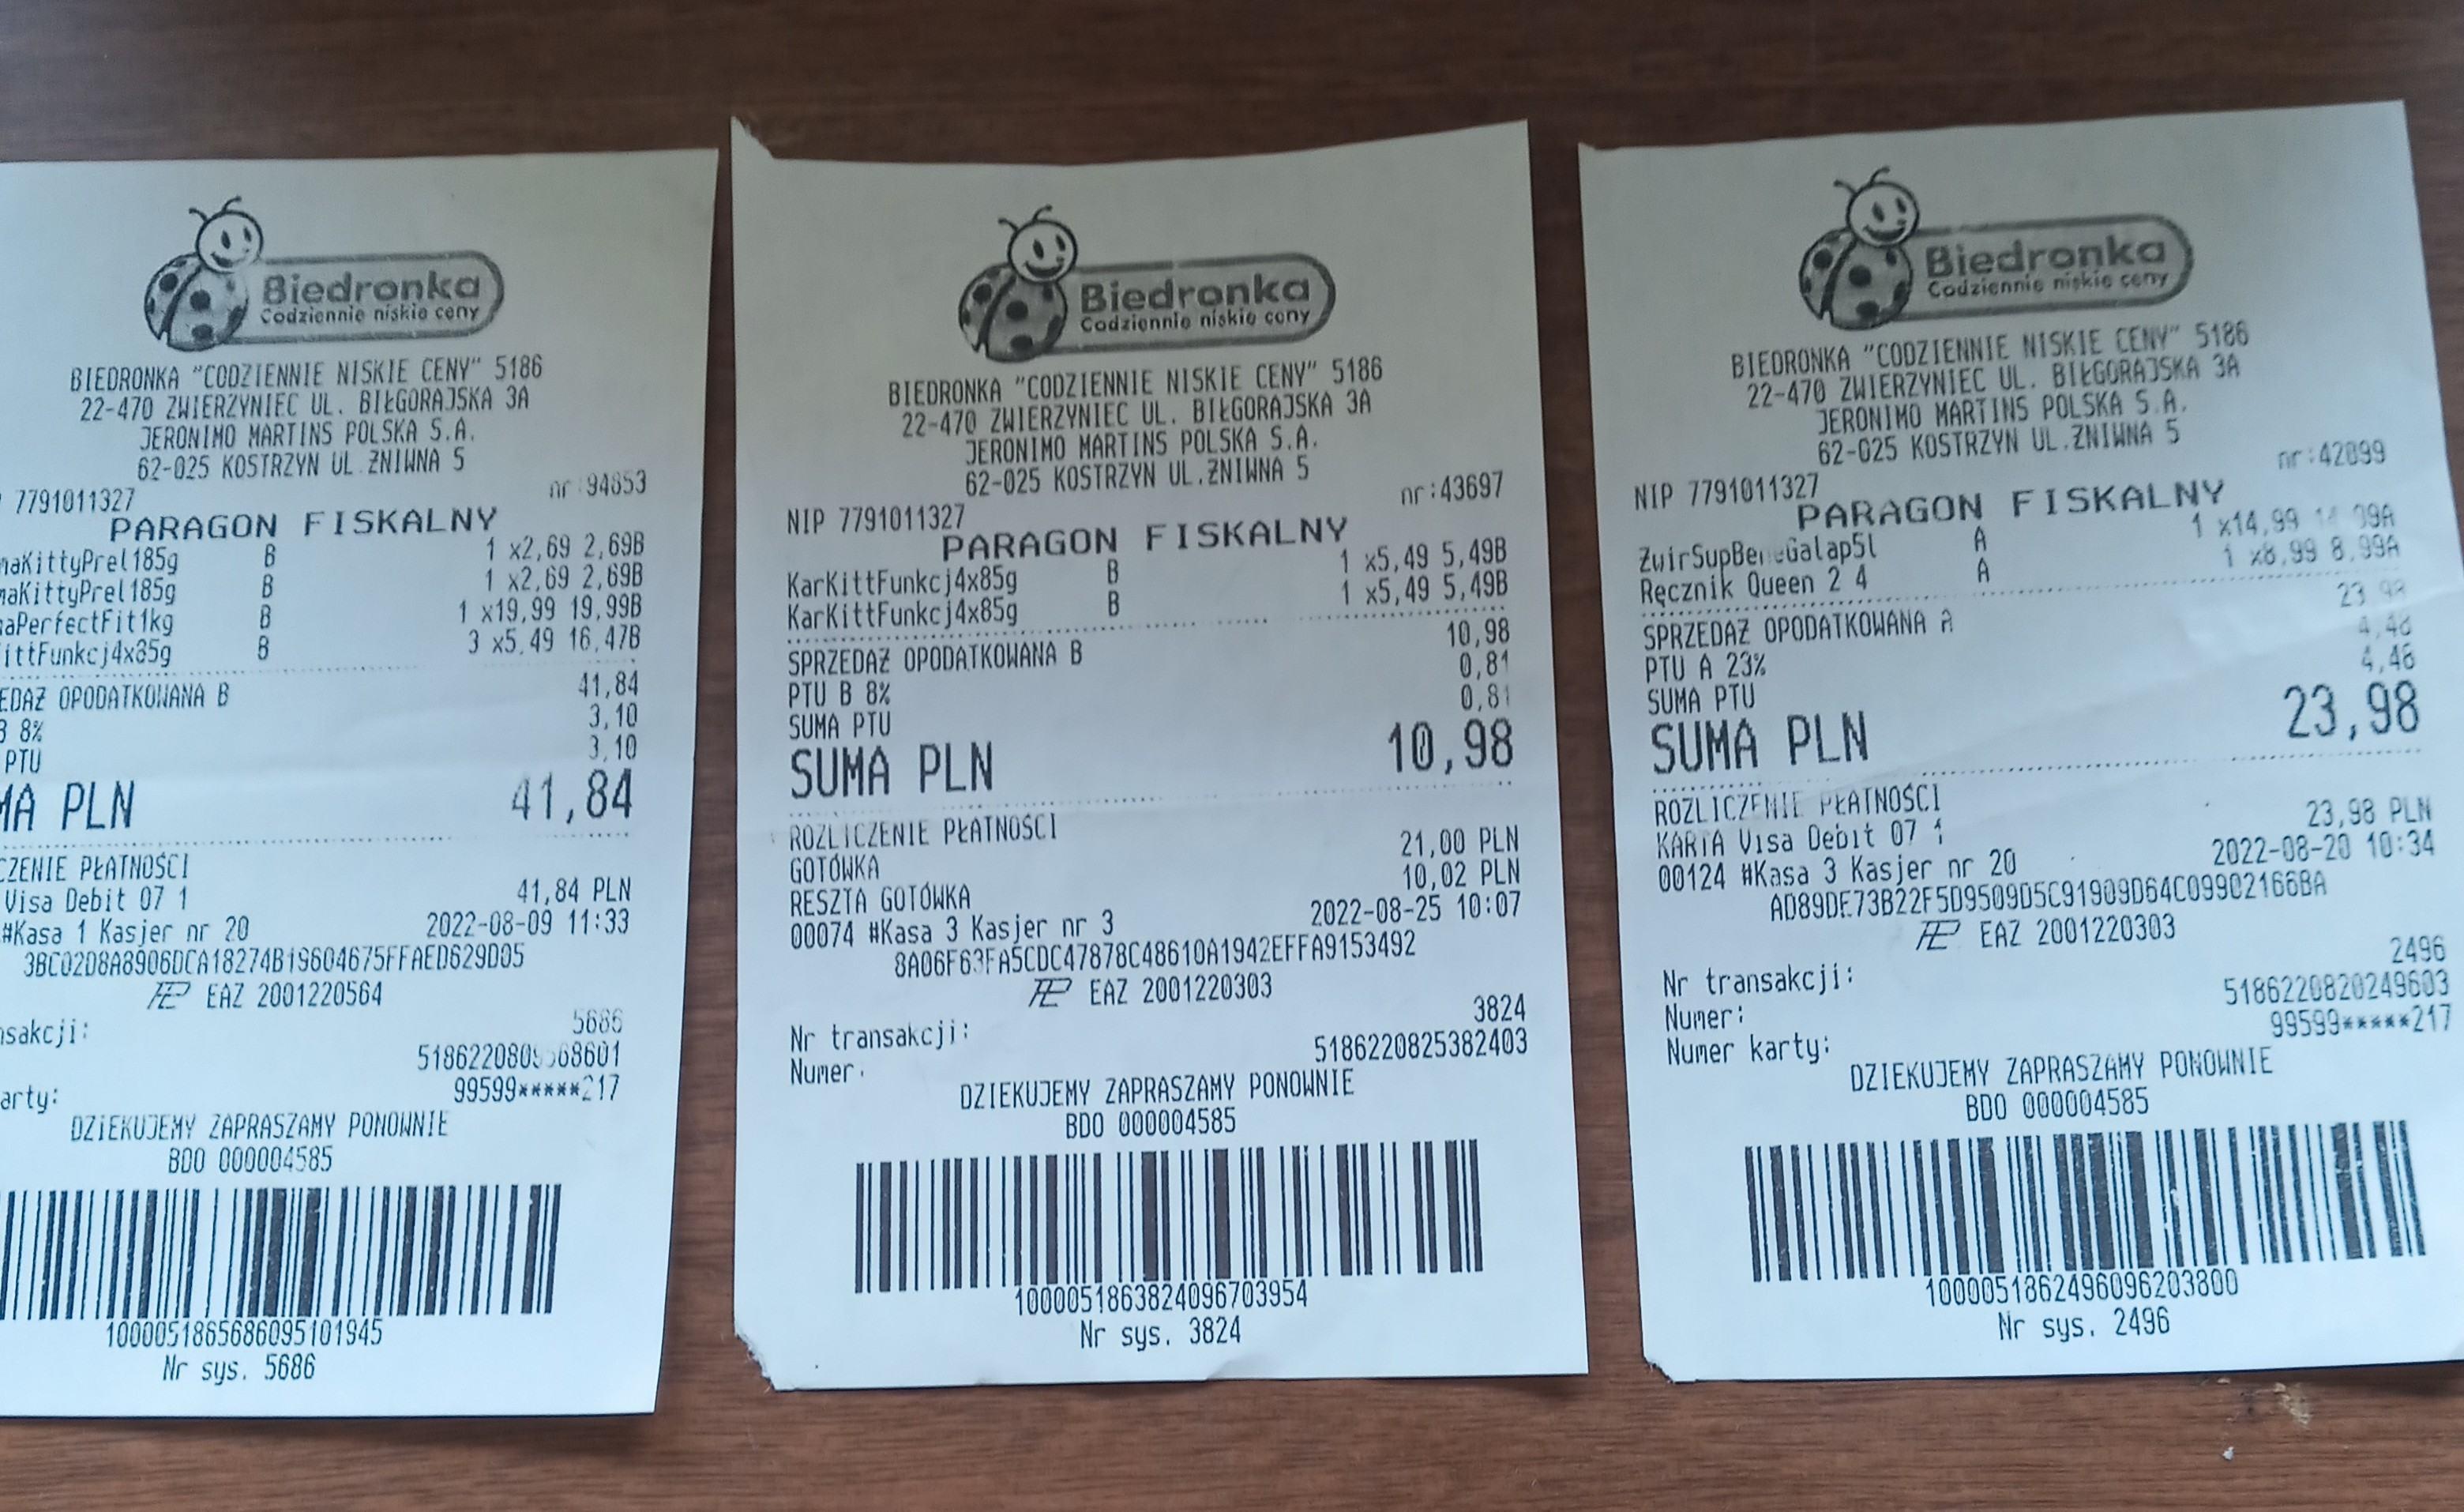 Biedronka
Codziennie niskie ceny
BIEDRONKA "CODZIENNIE NISKIE CENY" 5186
22-470 ZWIERZYNIEC UL. BIŁGORAJSKA 3A
JERONIMO MARTINS POLSKA S.A.
62-025 KOSTRZYN UL.ŻNIWNA 5
7791011327 nr:94853
PARAGON FISKALNY
maKittyPrel185g B 1 x2,69 2,69B
maKittyPrel185g B 1 x2,69 2,69B
aPerfectFit1kg B 1 x19,99 19,99B
ittFunkcj4x85g B 3 x5,49 16,47B
EDAŻ OPODATKOWANA B 41,84
B 8% 3,10
PTU 3,10
MA PLN 41,84
CZENIE PŁATNOŚCI
Visa Debit 07 1 41,84 PLN
#Kasa 1 Kasjer nr 20 2022-08-09 11:33
3BC02D8A8906DCA18274B19604675FFAED629D05
EAZ 2001220564
nsakcji: 5686
99599*****217
arty:
DZIEKUJEMY ZAPRASZAMY PONOWNIE
BDO 000004585
1000051865686095101945
Nr sys. 5686
Biedronka
Codziennie niskie ceny
BIEDRONKA "CODZIENNIE NISKIE CENY" 5186
22-470 ZWIERZYNIEC UL. BIŁGORAJSKA 3A
JERONIMO MARTINS POLSKA S.A.
62-025 KOSTRZYN UL.ŻNIWNA 5
NIP 7791011327 nr:43697
PARAGON FISKALNY
KarKittFunkcj4x85g B 1 x5,49 5,49B
KarKittFunkcj4x85g B 1 x5,49 5,49B
SPRZEDAŻ OPODATKOWANA B 10,98
PTU B 8% 0,81
SUMA PTU 0,81
SUMA PLN 10,98
ROZLICZENIE PŁATNOŚCI
GOTÓWKA 21,00 PLN
RESZTA GOTÓWKA 10,02 PLN
00074 #Kasa 3 Kasjer nr 3 2022-08-25 10:07
8A06F63FA5CDC47878C48610A1942EFFA9153492
EAZ 2001220303
Nr transakcji: 3824
Numer: 5186220825382403
DZIEKUJEMY ZAPRASZAMY PONOWNIE
BDO 000004585
1000051863824096703954
Nr sys. 3824
Biedronka
Codziennie niskie ceny
BIEDRONKA "CODZIENNIE NISKIE CENY" 5186
22-470 ZWIERZYNIEC UL. BIŁGORAJSKA 3A
JERONIMO MARTINS POLSKA S.A.
62-025 KOSTRZYN UL.ŻNIWNA 5
NIP 7791011327 nr:42099
PARAGON FISKALNY
ŻwirSupBeneGalap5l A 1 x14,99 14,99A
Ręcznik Queen 2 4 A 1 x8,99 8,99A
SPRZEDAŻ OPODATKOWANA A 23,98
PTU A 23% 4,48
SUMA PTU 4,48
SUMA PLN 23,98
ROZLICZENIE PŁATNOŚCI
KARTA Visa Debit 07 1 23,98 PLN
00124 #Kasa 3 Kasjer nr 20 2022-08-20 10:34
AD89DE73B22F5D9509D5C91909D64C09902166BA
EAZ 2001220303
Nr transakcji: 2496
Numer: 5186220820249603
Numer karty: 99599*****217
DZIEKUJEMY ZAPRASZAMY PONOWNIE
BDO 000004585
1000051862496096203800
Nr sys. 2496